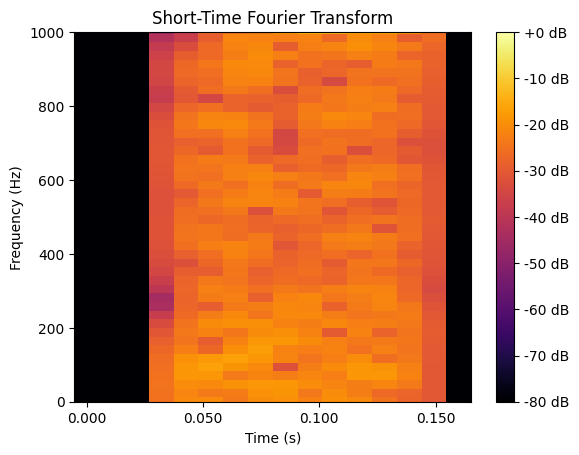 Short-Time Fourier Transform
Frequency (Hz)
1000
800
600
400
200
0
0.000
0.050
0.100
0.150
Time (s)
+0 dB
-10 dB
-20 dB
-30 dB
-40 dB
-50 dB
-60 dB
-70 dB
-80 dB